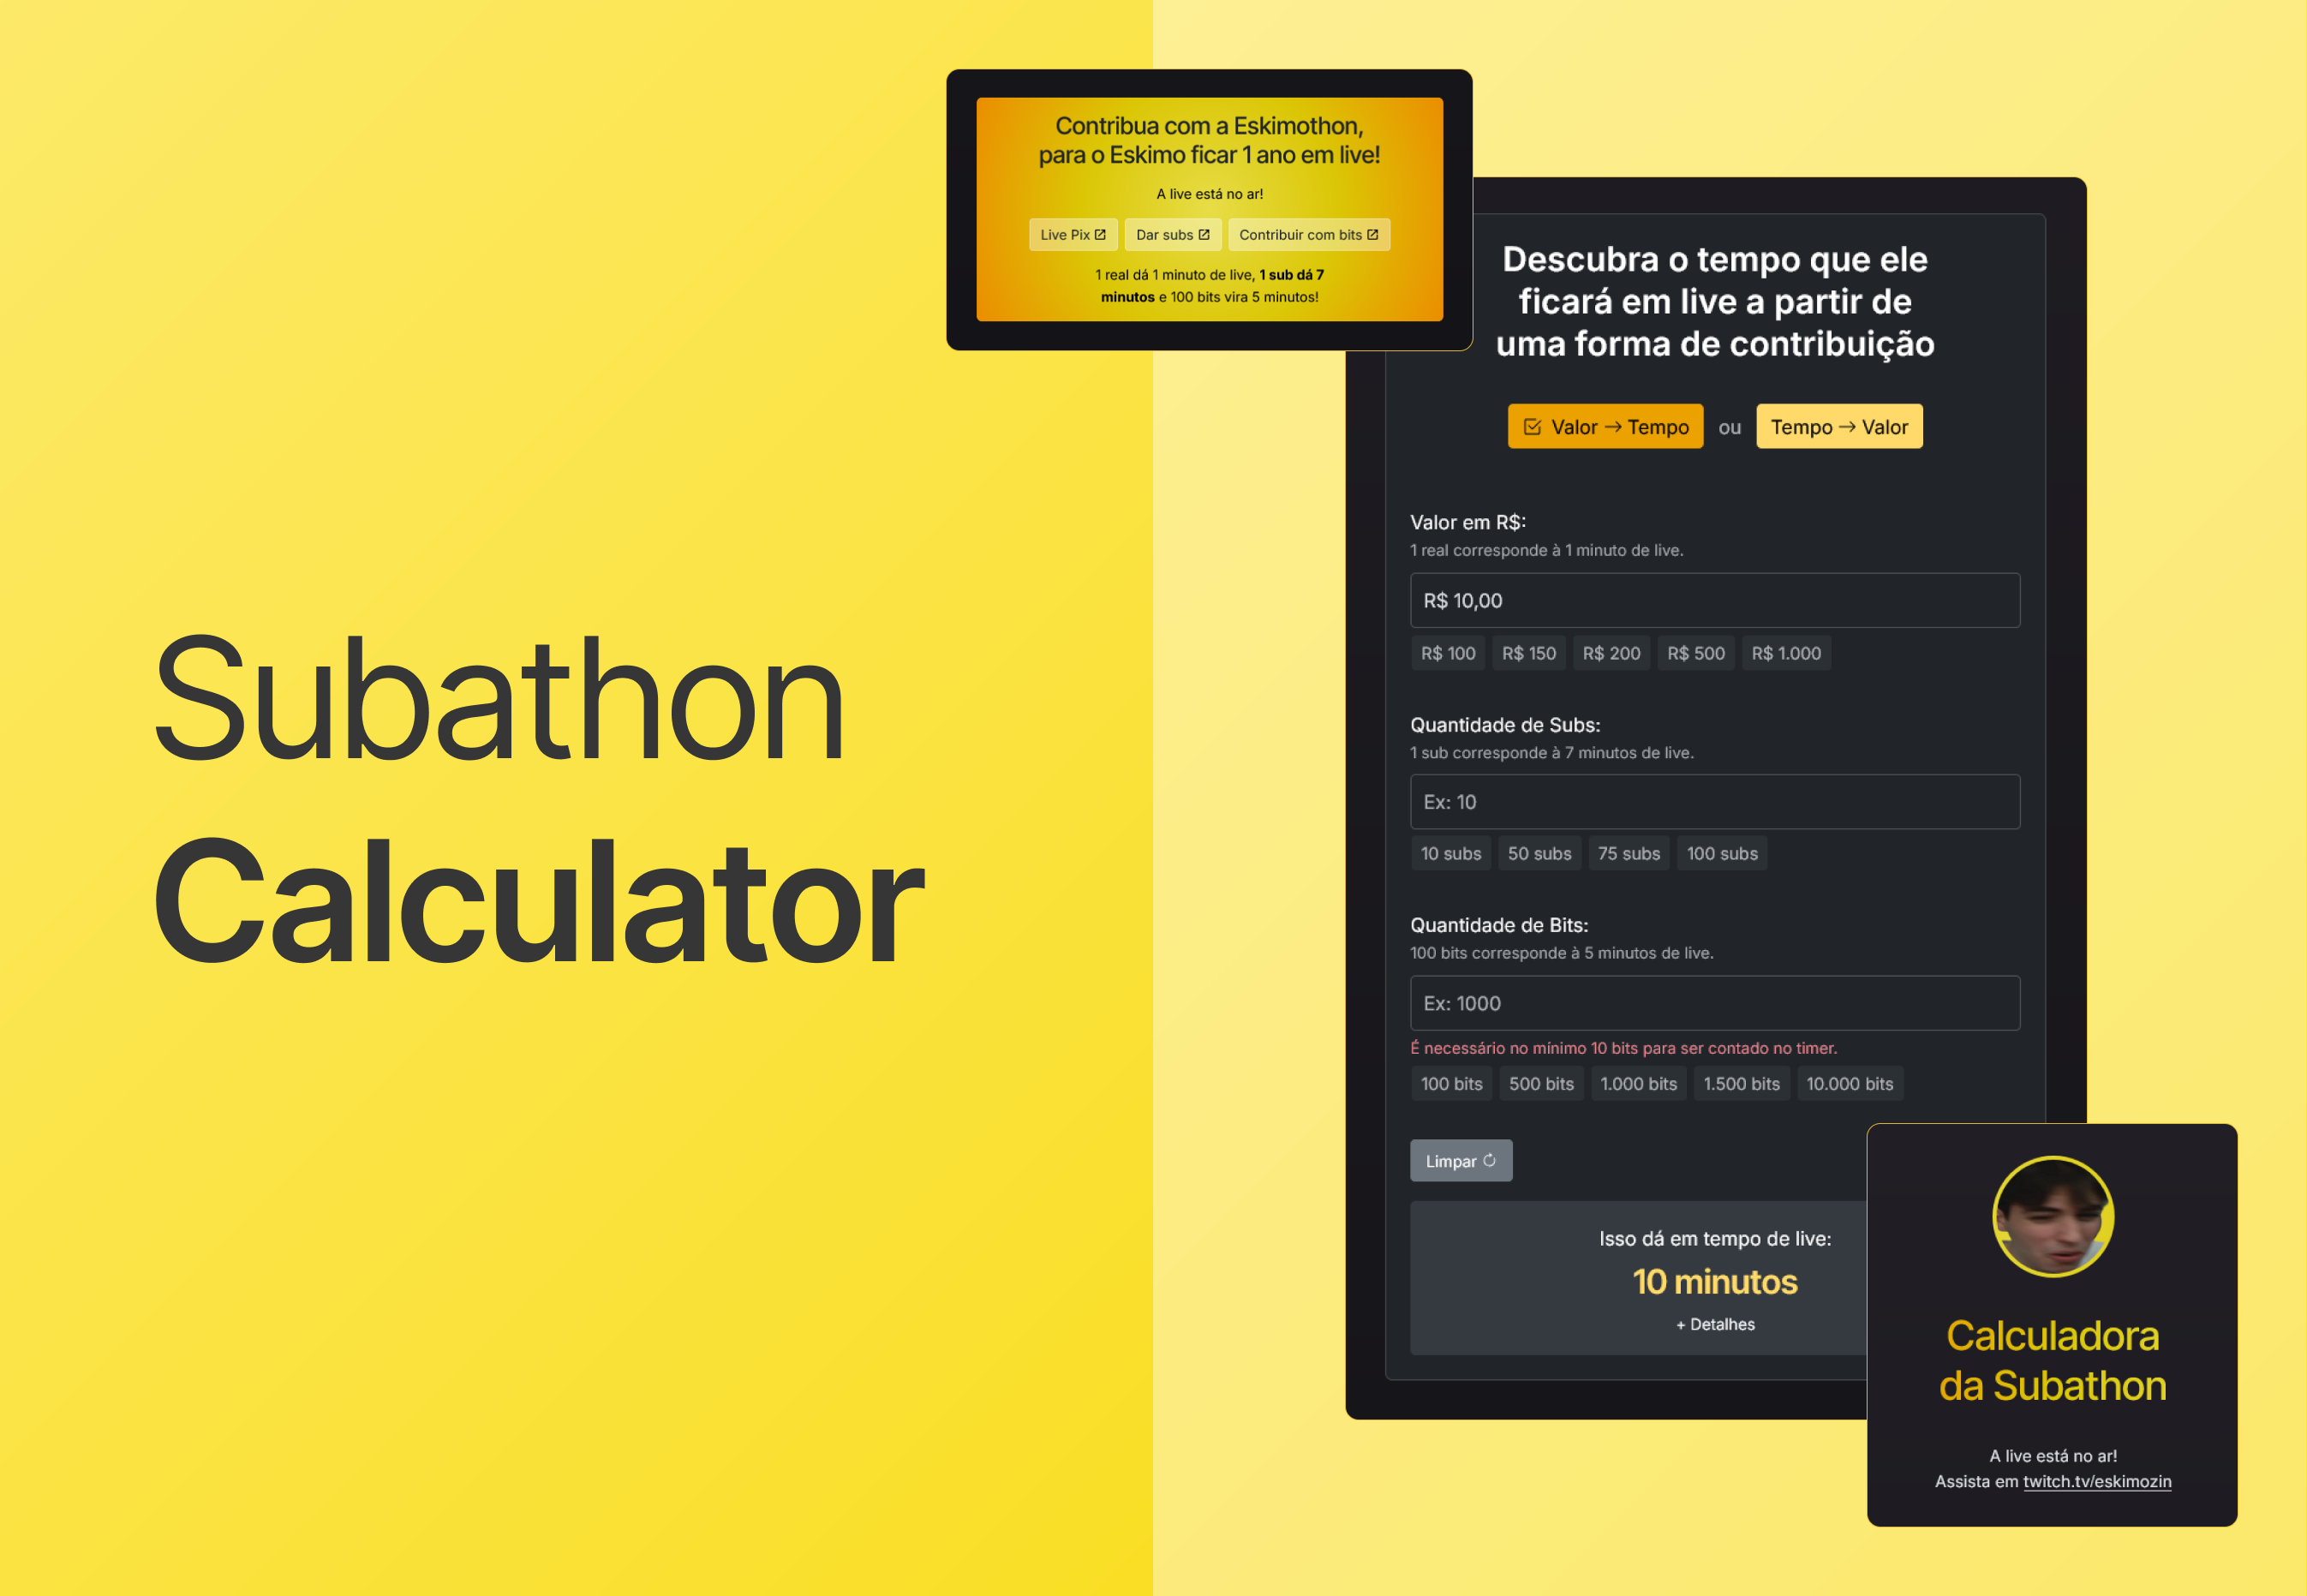 Subathon
Calculator
Contribua com a Eskimothon,
para o Eskimo ficar 1 ano em live!
A live está no ar!
Live Pix
Dar subs
Contribuir com bits
1 real dá 1 minuto de live, 1 sub dá 7
minutos e 100 bits vira 5 minutos!
Descubra o tempo que ele
ficará em live a partir de
uma forma de contribuição
Valor → Tempo ou Tempo → Valor
Valor em R$:
1 real corresponde à 1 minuto de live.
R$ 10,00
R$ 100 R$ 150 R$ 200 R$ 500 R$ 1.000
Quantidade de Subs:
1 sub corresponde à 7 minutos de live.
Ex: 10
10 subs 50 subs 75 subs 100 subs
Quantidade de Bits:
100 bits corresponde à 5 minutos de live.
Ex: 1000
É necessário no mínimo 10 bits para ser contado no timer.
100 bits 500 bits 1.000 bits 1.500 bits 10.000 bits
Limpar
Isso dá em tempo de live:
10 minutos
+ Detalhes
Calculadora
da Subathon
A live está no ar!
Assista em twitch.tv/eskimozin